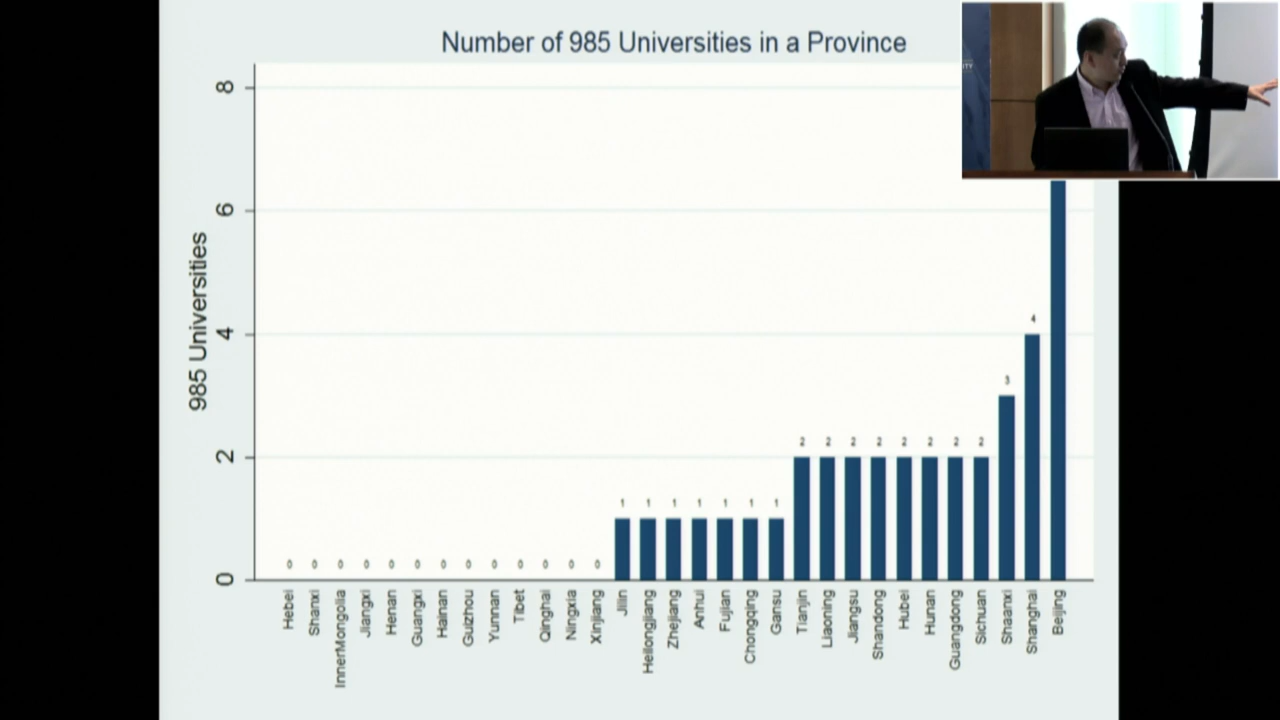 Number of 985 Universities in a Province
ITY
985 Universities
8
6
4
2
0
0 0 0 0 0 0 0 0 0 0 0 0 0 1 1 1 1 1 1 1 2 2 2 2 2 2 2 2 3 4
Hebei
Shanxi
InnerMongolia
Jiangxi
Henan
Guangxi
Hainan
Guizhou
Yunnan
Tibet
Qinghai
Ningxia
Xinjiang
Jilin
Heilongjiang
Zhejiang
Anhui
Fujian
Chongqing
Gansu
Tianjin
Liaoning
Jiangsu
Shandong
Hubei
Hunan
Guangdong
Sichuan
Shaanxi
Shanghai
Beijing